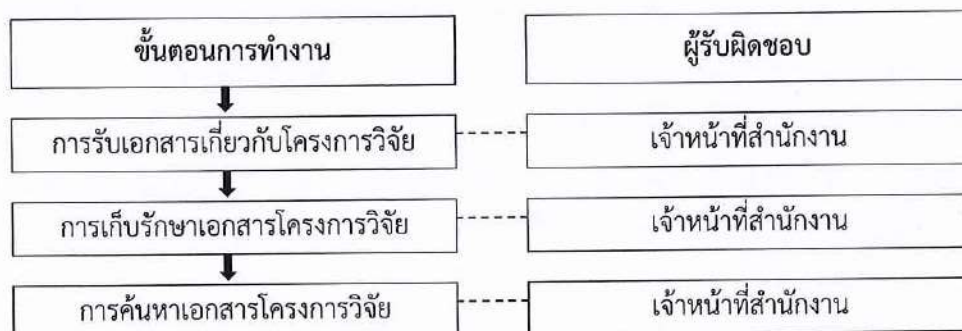 ขั้นตอนการทำงาน
ผู้รับผิดชอบ
การรับเอกสารเกี่ยวกับโครงการวิจัย
เจ้าหน้าที่สำนักงาน
การเก็บรักษาเอกสารโครงการวิจัย
เจ้าหน้าที่สำนักงาน
การค้นหาเอกสารโครงการวิจัย
เจ้าหน้าที่สำนักงาน